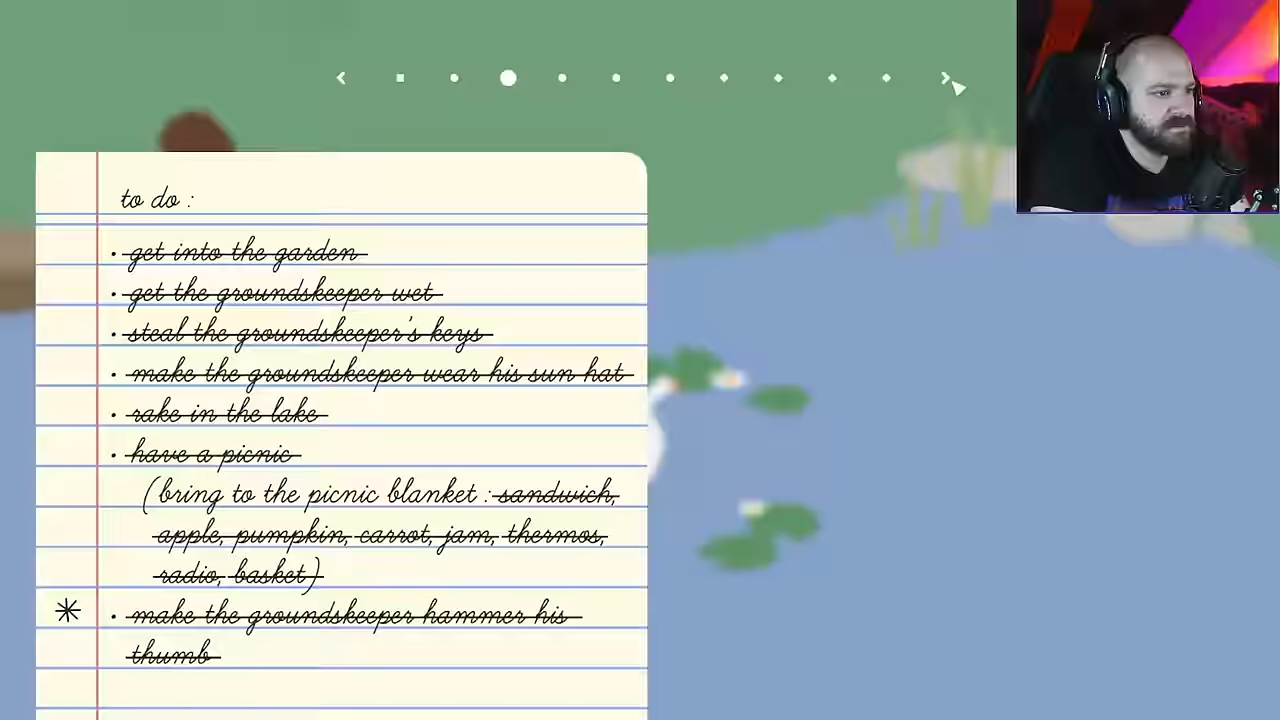 to do :
• get into the garden
• get the groundskeeper wet
• steal the groundskeeper's keys
• make the groundskeeper wear his sun hat
• rake in the lake
• have a picnic
(bring to the picnic blanket : sandwich,
apple, pumpkin, carrot, jam, thermos,
radio, basket)
• make the groundskeeper hammer his
thumb